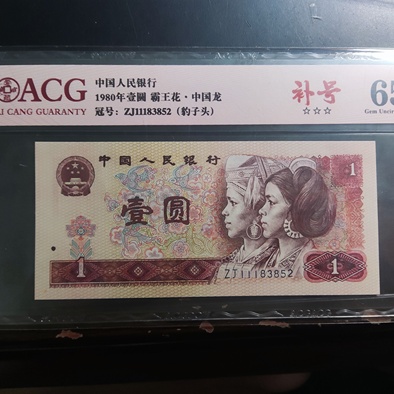 ACG
I CANG GUARANTY
中国人民银行
1980年壹圆 霸王花·中国龙
冠号：ZJ11183852（豹子头）
补号
☆☆☆
65
Gem Uncirc
中国人民银行
1
壹圆
1
ZJ11183852
1